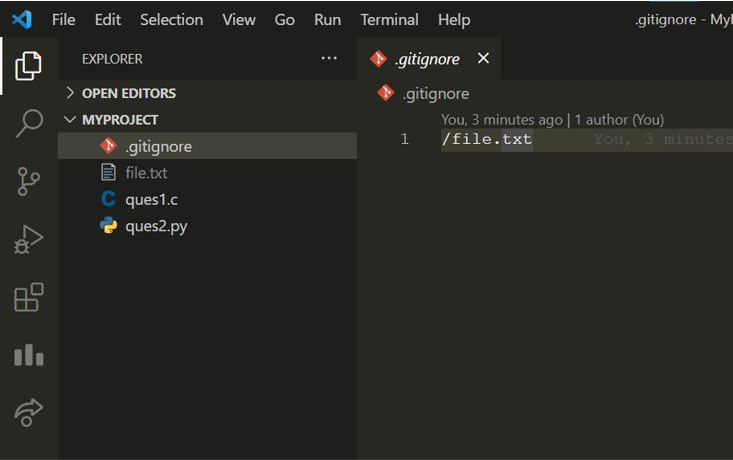 File Edit Selection View Go Run Terminal Help .gitignore - My
EXPLORER ...
.gitignore
OPEN EDITORS
.gitignore
MYPROJECT
You, 3 minutes ago | 1 author (You)
1 /file.txt You, 3 minutes
.gitignore
file.txt
C ques1.c
ques2.py